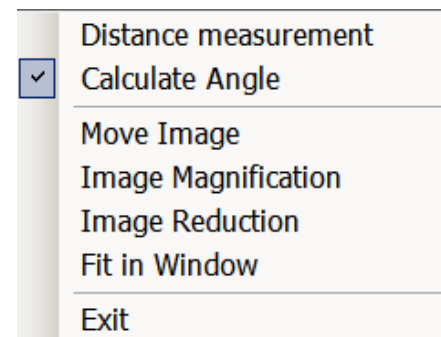 Distance measurement
Calculate Angle
Move Image
Image Magnification
Image Reduction
Fit in Window
Exit